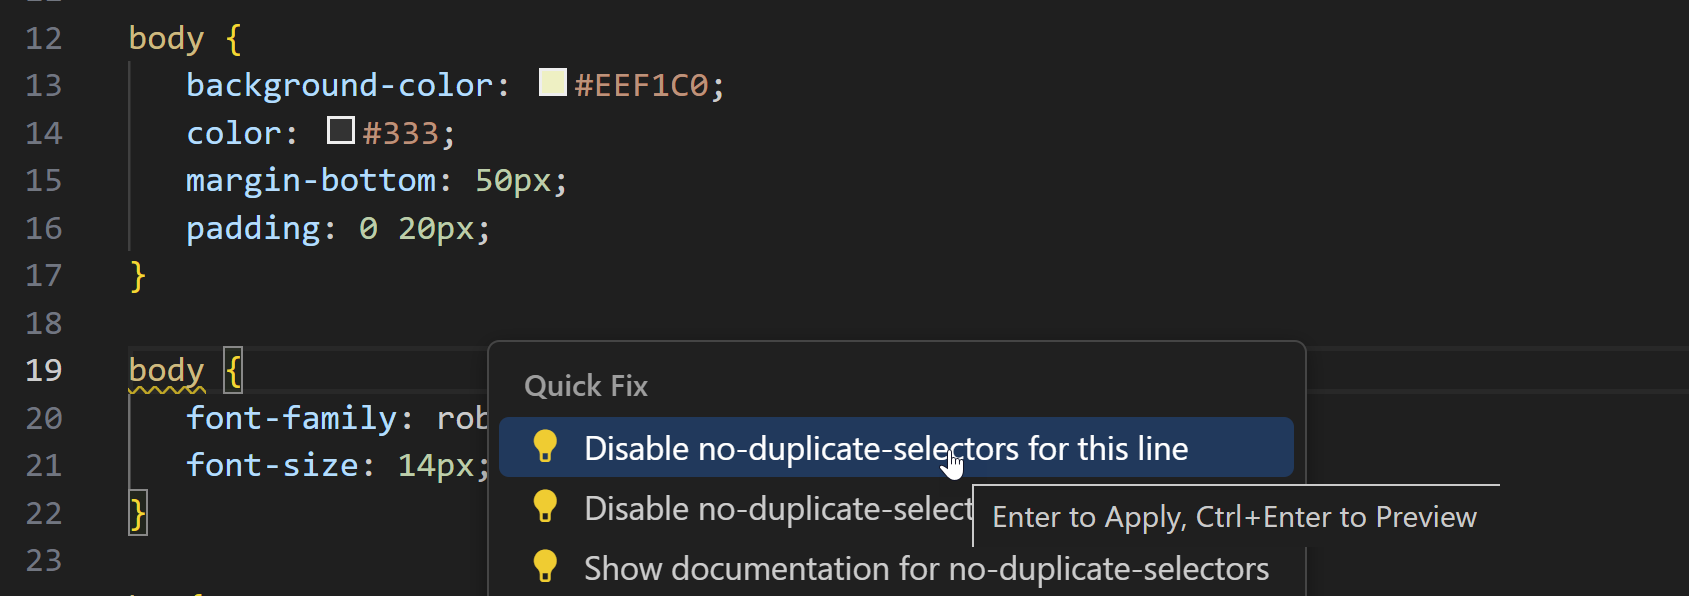 12 body {
13 background-color: #EEF1C0;
14 color: #333;
15 margin-bottom: 50px;
16 padding: 0 20px;
17 }
18
19 body {
20 font-family: rob
21 font-size: 14px;
22 }
23
Quick Fix
Disable no-duplicate-selectors for this line
Disable no-duplicate-select
Enter to Apply, Ctrl+Enter to Preview
Show documentation for no-duplicate-selectors